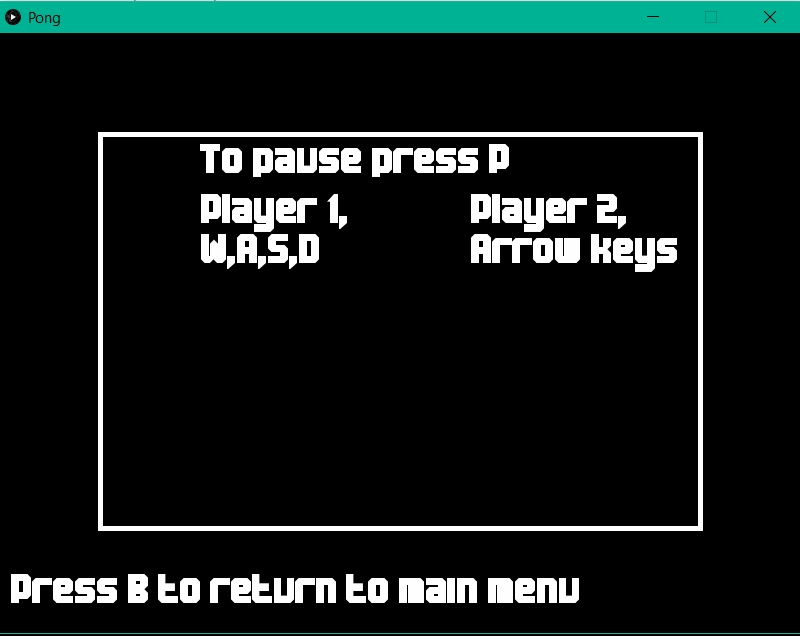 Pong
To pause press P
Player 1,
W,A,S,D
Player 2,
Arrow keys
Press B to return to main menu